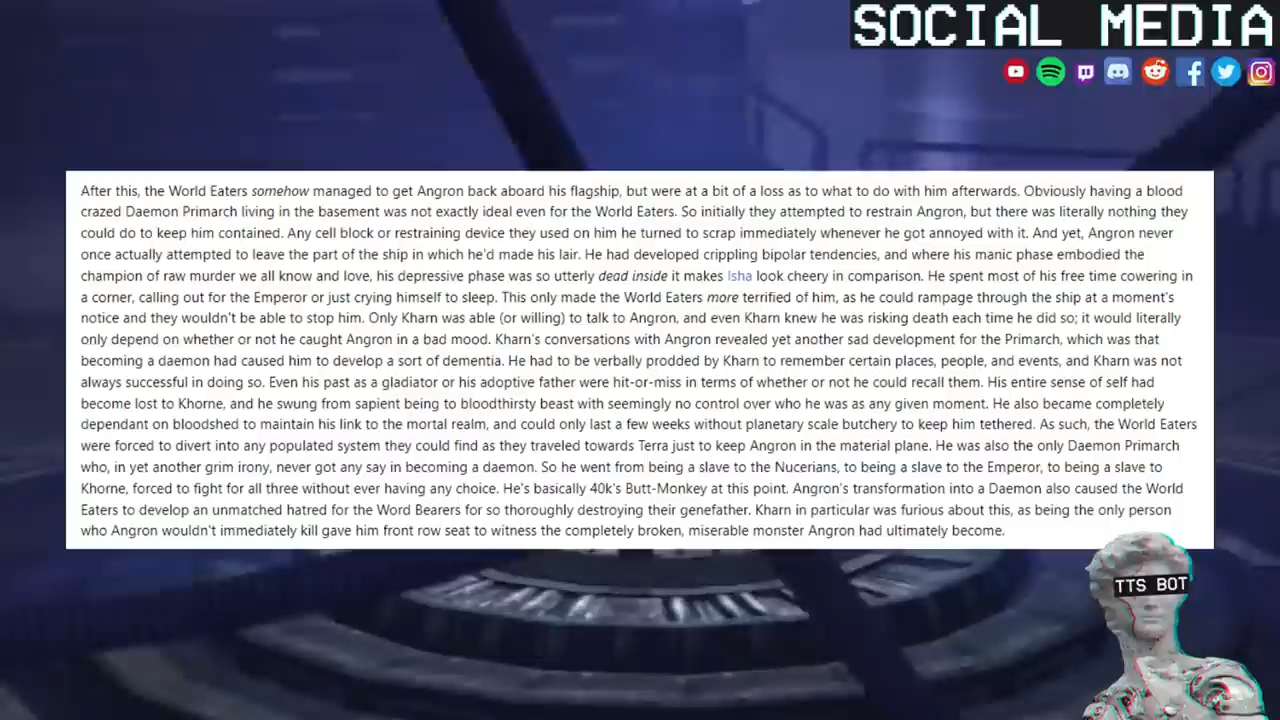 SOCIAL MEDIA
After this, the World Eaters somehow managed to get Angron back aboard his flagship, but were at a bit of a loss as to what to do with him afterwards. Obviously having a blood
crazed Daemon Primarch living in the basement was not exactly ideal even for the World Eaters. So initially they attempted to restrain Angron, but there was literally nothing they
could do to keep him contained. Any cell block or restraining device they used on him he turned to scrap immediately whenever he got annoyed with it. And yet, Angron never
once actually attempted to leave the part of the ship in which he'd made his lair. He had developed crippling bipolar tendencies, and where his manic phase embodied the
champion of raw murder we all know and love, his depressive phase was so utterly dead inside it makes Isha look cheery in comparison. He spent most of his free time cowering in
a corner, calling out for the Emperor or just crying himself to sleep. This only made the World Eaters more terrified of him, as he could rampage through the ship at a moment's
notice and they wouldn't be able to stop him. Only Kharn was able (or willing) to talk to Angron, and even Kharn knew he was risking death each time he did so; it would literally
only depend on whether or not he caught Angron in a bad mood. Kharn's conversations with Angron revealed yet another sad development for the Primarch, which was that
becoming a daemon had caused him to develop a sort of dementia. He had to be verbally prodded by Kharn to remember certain places, people, and events, and Kharn was not
always successful in doing so. Even his past as a gladiator or his adoptive father were hit-or-miss in terms of whether or not he could recall them. His entire sense of self had
become lost to Khorne, and he swung from sapient being to bloodthirsty beast with seemingly no control over who he was as any given moment. He also became completely
dependant on bloodshed to maintain his link to the mortal realm, and could only last a few weeks without planetary scale butchery to keep him tethered. As such, the World Eaters
were forced to divert into any populated system they could find as they traveled towards Terra just to keep Angron in the material plane. He was also the only Daemon Primarch
who, in yet another grim irony, never got any say in becoming a daemon. So he went from being a slave to the Nucerians, to being a slave to the Emperor, to being a slave to
Khorne, forced to fight for all three without ever having any choice. He's basically 40k's Butt-Monkey at this point. Angron's transformation into a Daemon also caused the World
Eaters to develop an unmatched hatred for the Word Bearers for so thoroughly destroying their genefather. Kharn in particular was furious about this, as being the only person
who Angron wouldn't immediately kill gave him front row seat to witness the completely broken, miserable monster Angron had ultimately become.
TTS BOT